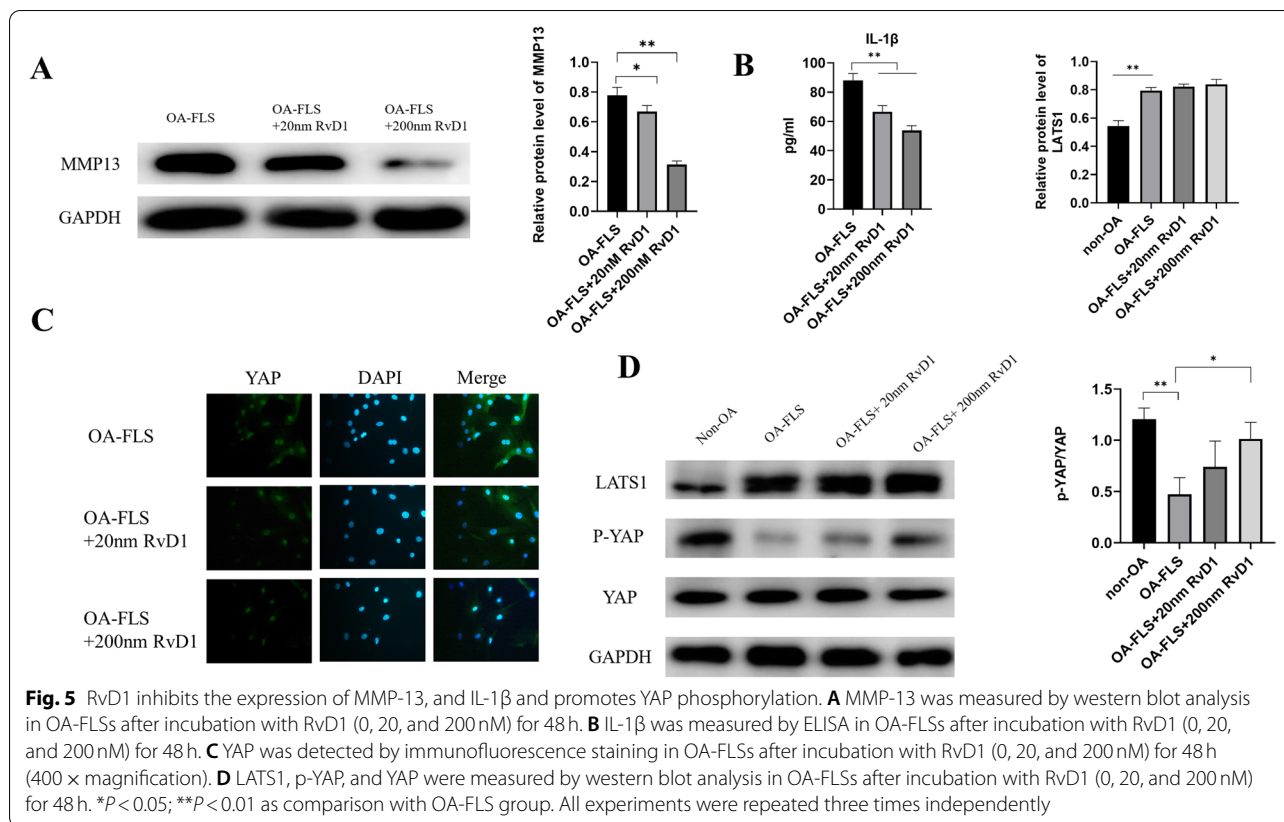 A
OA-FLS
OA-FLS
+20nm RvD1
OA-FLS
+200nm RvD1
MMP13
GAPDH
Relative protein level of MMP13
1.0
0.8
0.6
0.4
0.2
0.0
**
*
OA-FLS
OA-FLS+20nM RvD1
OA-FLS+200nM RvD1
B
IL-1β
pg/ml
100
80
60
40
20
0
**
OA-FLS
OA-FLS+20nm RvD1
OA-FLS+200nm RvD1
Relative protein level of
LATS1
1.0
0.8
0.6
0.4
0.2
0.0
**
non-OA
OA-FLS
OA-FLS+20nm RvD1
OA-FLS+200nm RvD1
C
YAP
DAPI
Merge
OA-FLS
OA-FLS
+20nm RvD1
OA-FLS
+200nm RvD1
D
Non-OA
OA-FLS
OA-FLS+ 20nm RvD1
OA-FLS+ 200nm RvD1
LATS1
P-YAP
YAP
GAPDH
p-YAP/YAP
1.5
1.0
0.5
0.0
**
*
non-OA
OA-FLS
OA-FLS+20nm RvD1
OA-FLS+200nm RvD1
Fig. 5 RvD1 inhibits the expression of MMP-13, and IL-1β and promotes YAP phosphorylation. A MMP-13 was measured by western blot analysis
in OA-FLSs after incubation with RvD1 (0, 20, and 200 nM) for 48 h. B IL-1β was measured by ELISA in OA-FLSs after incubation with RvD1 (0, 20,
and 200 nM) for 48 h. C YAP was detected by immunofluorescence staining in OA-FLSs after incubation with RvD1 (0, 20, and 200 nM) for 48 h
(400 × magnification). D LATS1, p-YAP, and YAP were measured by western blot analysis in OA-FLSs after incubation with RvD1 (0, 20, and 200 nM)
for 48 h. *P < 0.05; **P < 0.01 as comparison with OA-FLS group. All experiments were repeated three times independently